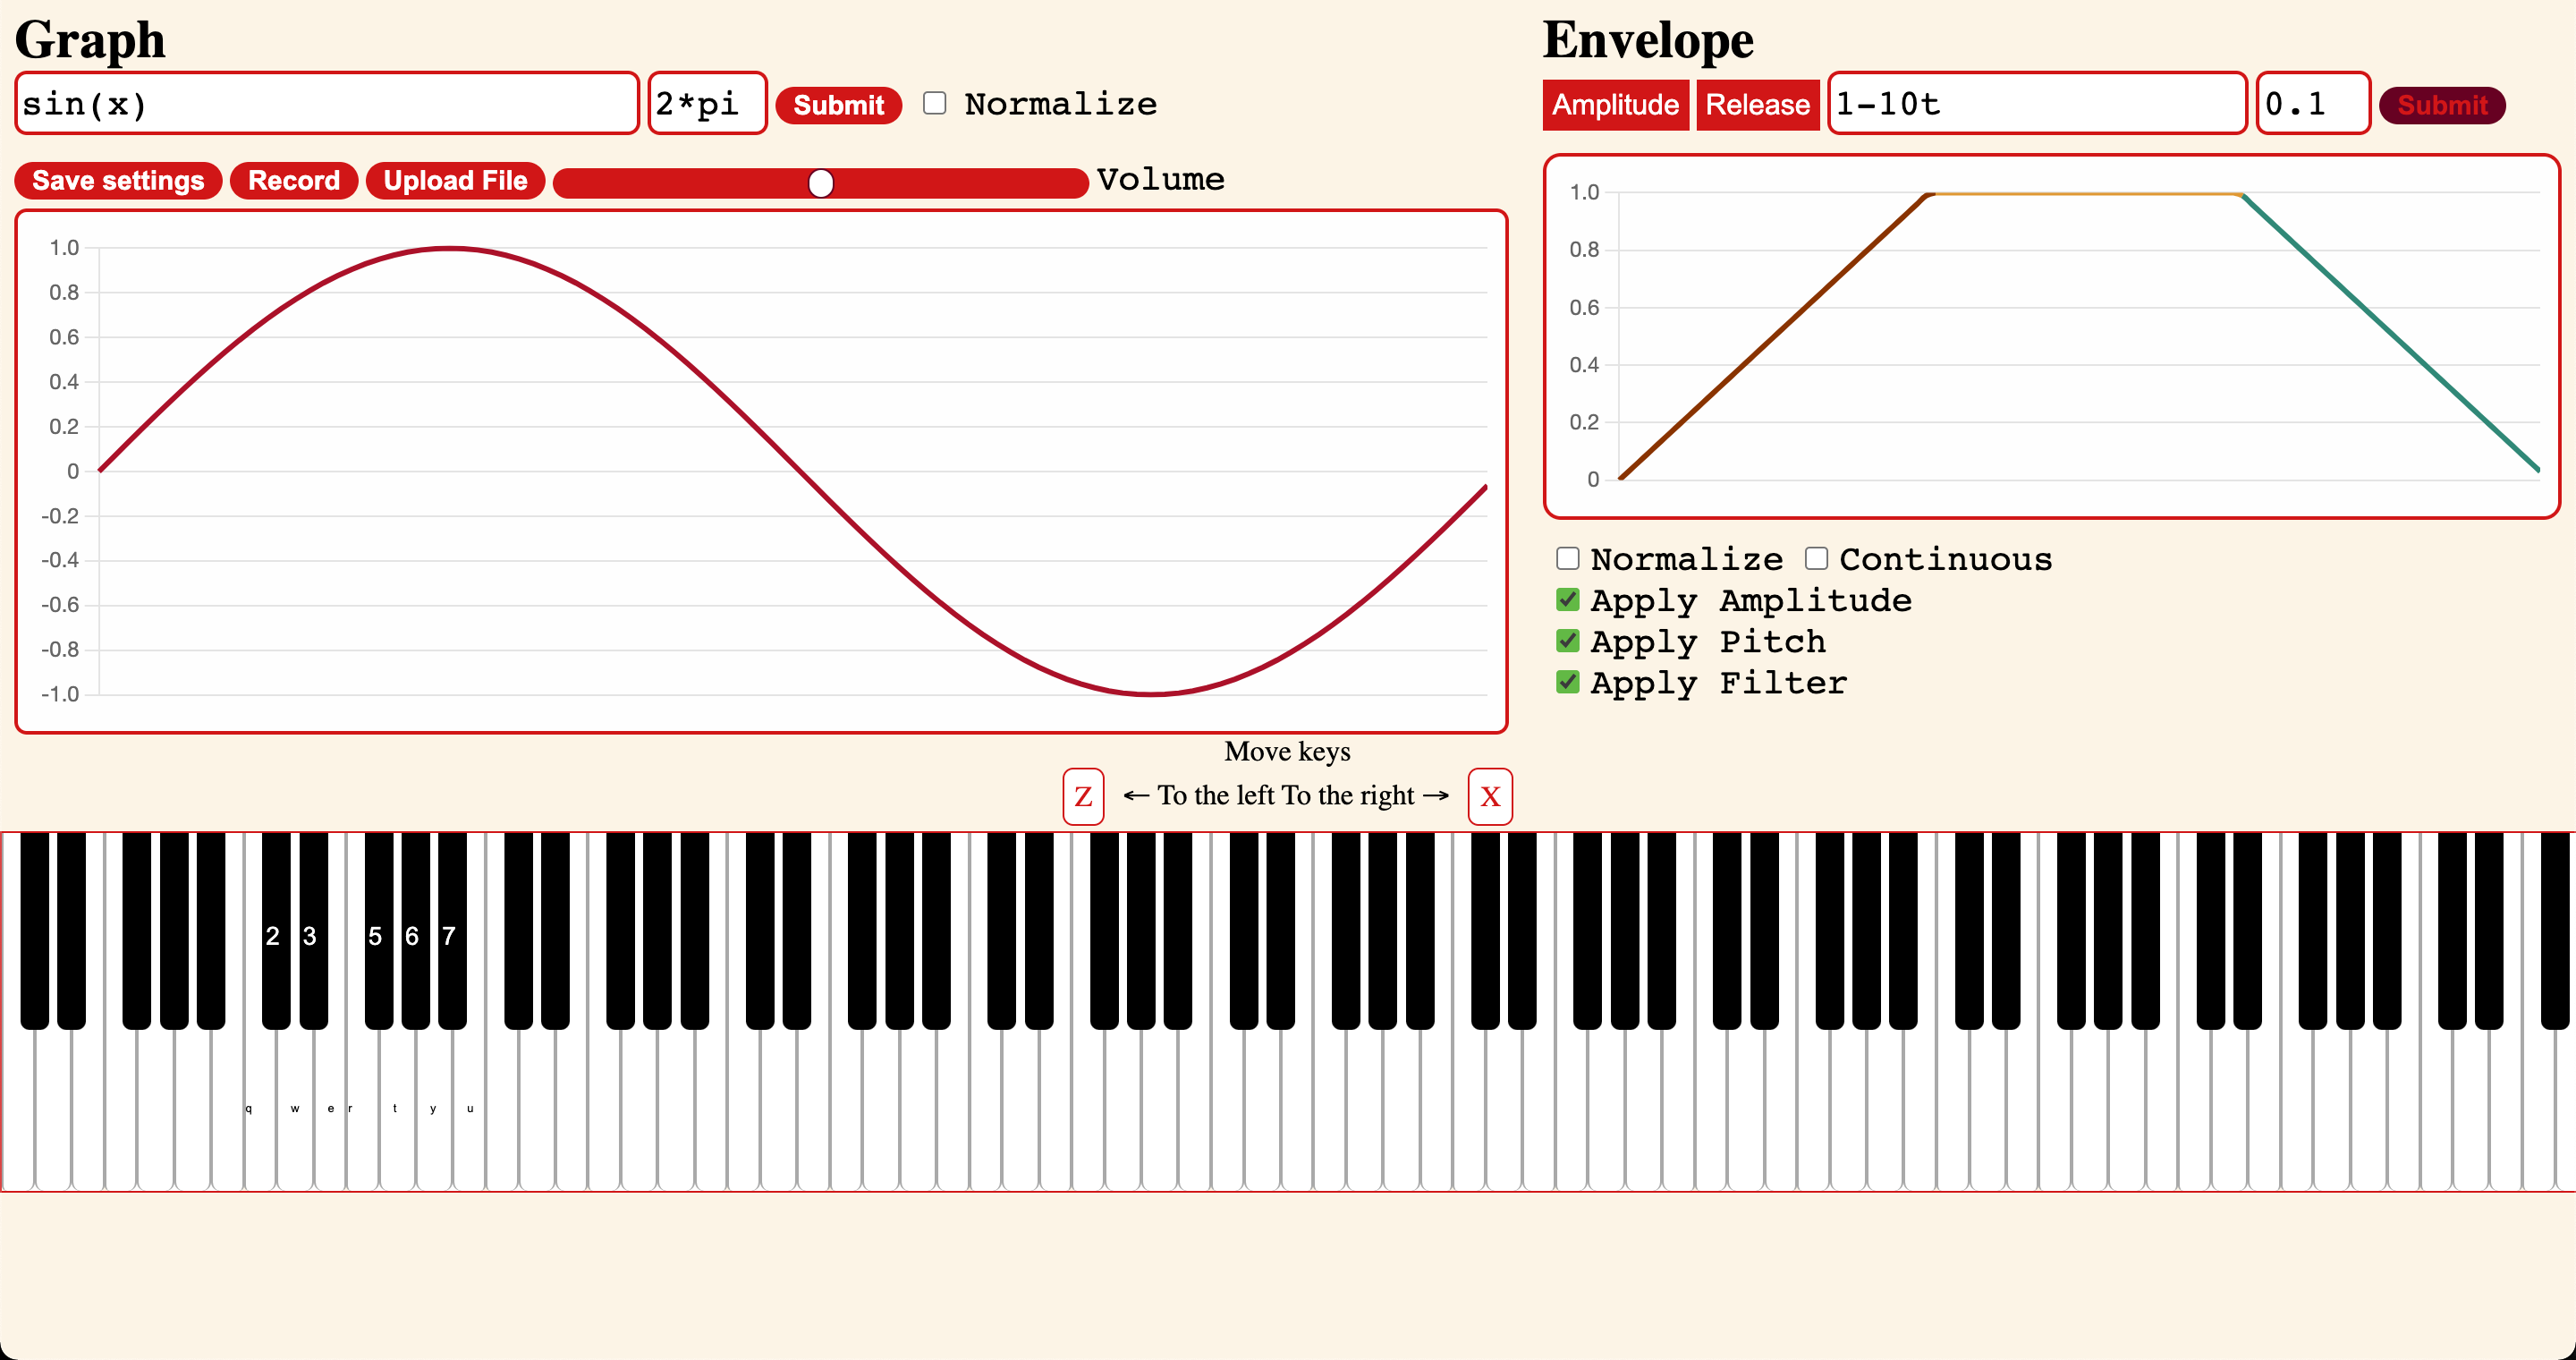 Graph
sin(x) 2*pi Submit Normalize
Save settings Record Upload File Volume
1.0
0.8
0.6
0.4
0.2
0
-0.2
-0.4
-0.6
-0.8
-1.0
Envelope
Amplitude Release 1-10t 0.1 Submit
1.0
0.8
0.6
0.4
0.2
0
Normalize Continuous
Apply Amplitude
Apply Pitch
Apply Filter
Move keys
Z ← To the left To the right → X
2 3 5 6 7
q w e r t y u